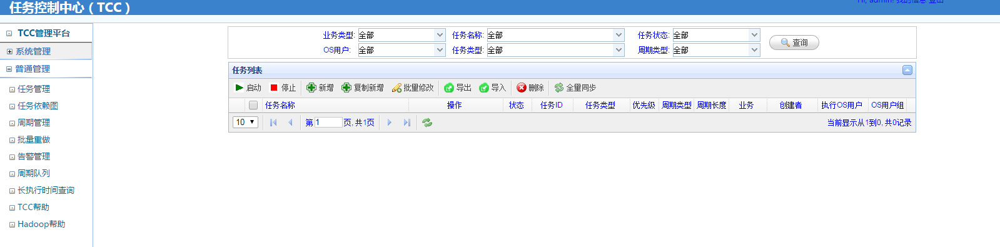 任务控制中心（TCC）
Hi, admin! 我的信息 登出
TCC管理平台
系统管理
普通管理
任务管理
任务依赖图
周期管理
批量重做
告警管理
周期队列
长执行时间查询
TCC帮助
Hadoop帮助
业务类型: 全部 任务名称: 全部 任务状态: 全部
OS用户: 全部 任务类型: 全部 周期类型: 全部
查询
任务列表
启动 停止 新增 复制新增 批量修改 导出 导入 删除 全量同步
任务名称 操作 状态 任务ID 任务类型 优先级 周期类型 周期长度 业务 创建者 执行OS用户 OS用户组
10 第 1 页, 共1页 当前显示从1到0, 共0记录